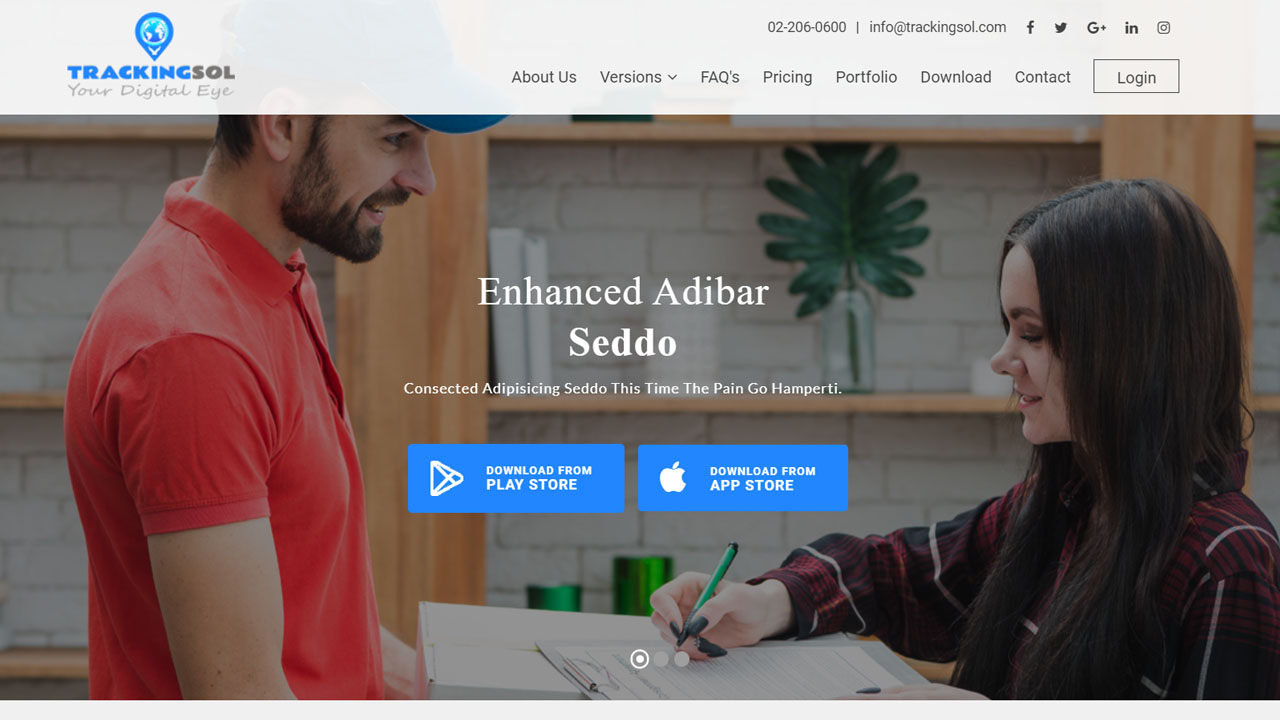 02-206-0600 | info@trackingsol.com
TRACKINGSOL
Your Digital Eye
About Us Versions FAQ's Pricing Portfolio Download Contact Login
Enhanced Adibar
Seddo
Consected Adipisicing Seddo This Time The Pain Go Hamperti.
DOWNLOAD FROM
PLAY STORE
DOWNLOAD FROM
APP STORE